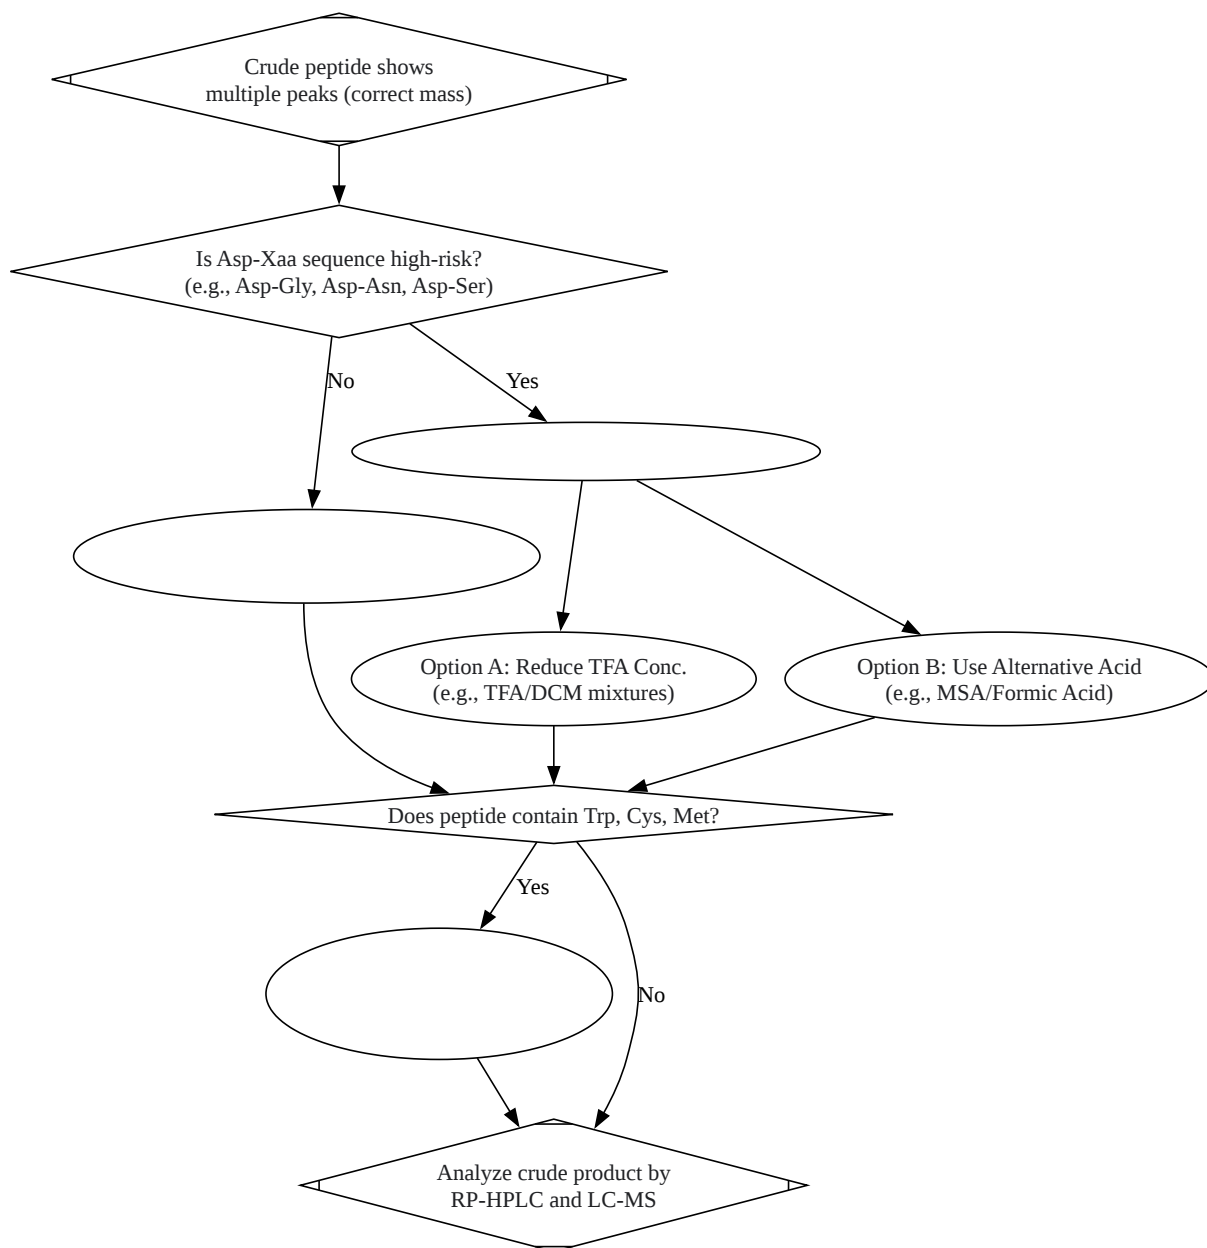 Crude peptide shows
multiple peaks (correct mass)
Is Asp-Xaa sequence high-risk?
(e.g., Asp-Gly, Asp-Asn, Asp-Ser)
No
Yes
Option A: Reduce TFA Conc.
(e.g., TFA/DCM mixtures)
Option B: Use Alternative Acid
(e.g., MSA/Formic Acid)
Does peptide contain Trp, Cys, Met?
Yes
No
Analyze crude product by
RP-HPLC and LC-MS